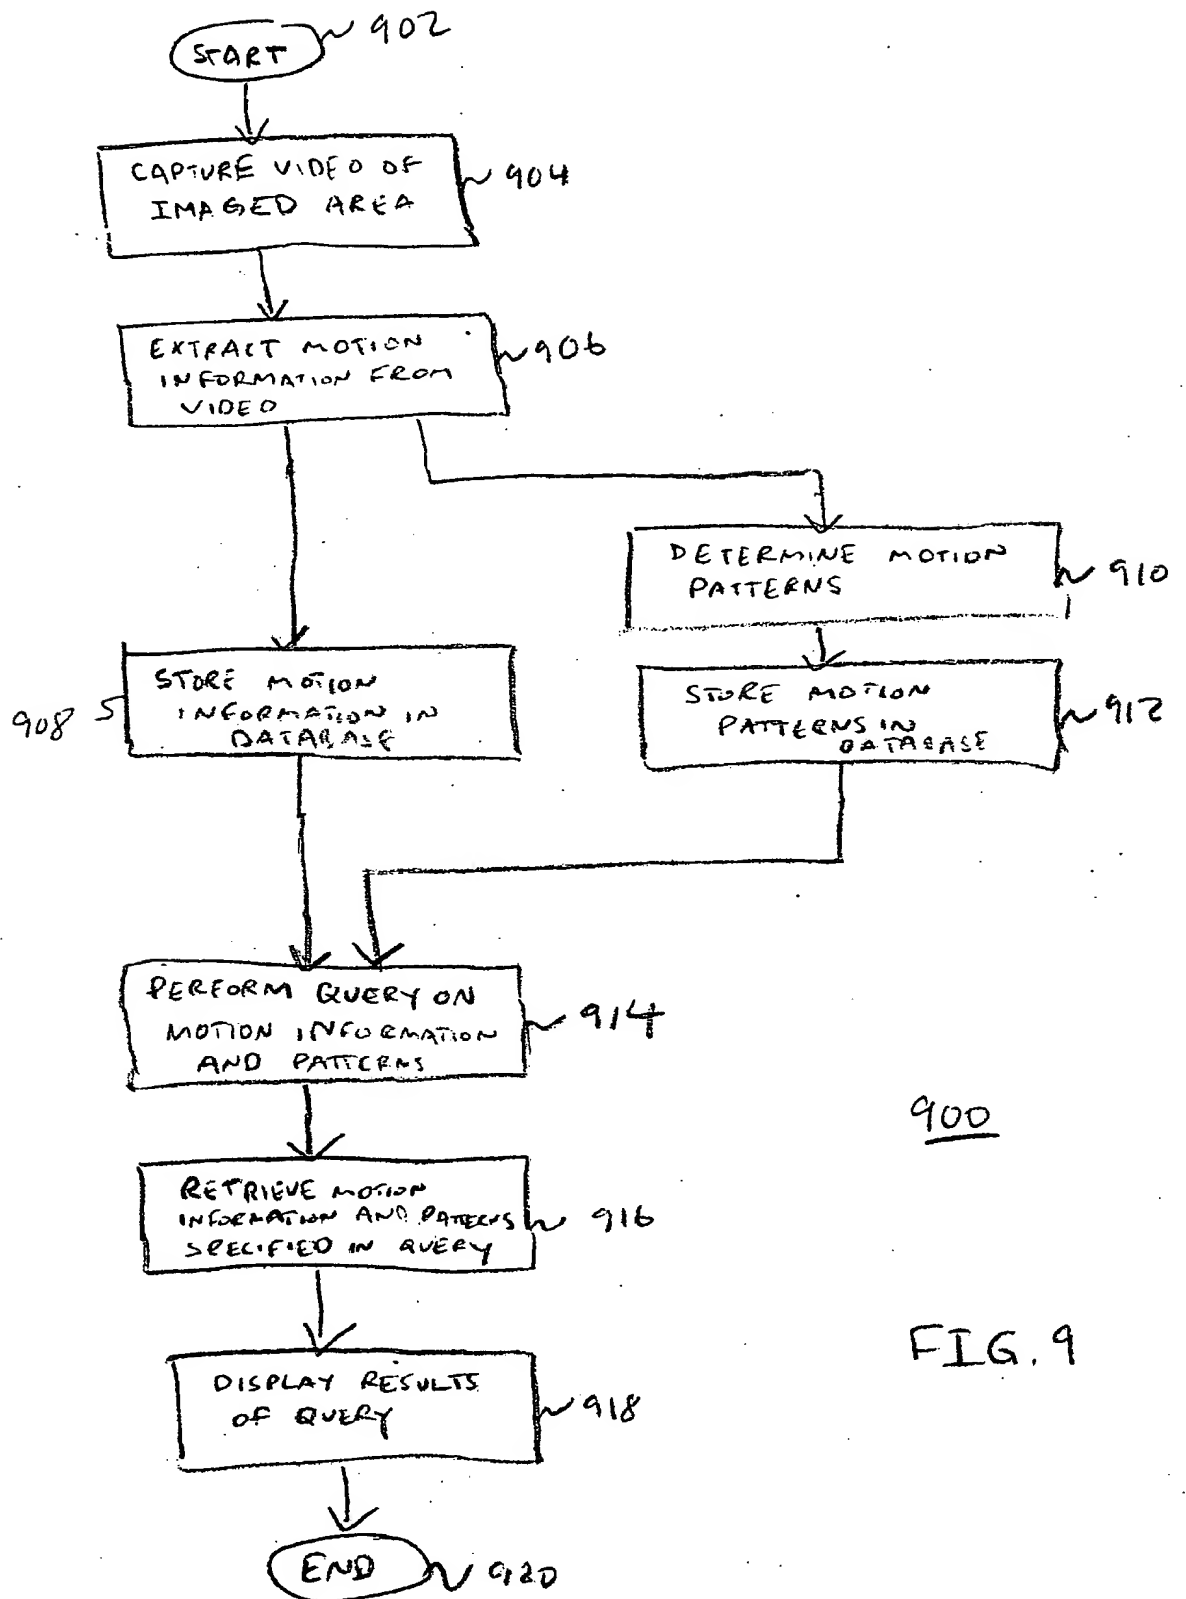 START
902
CAPTURE VIDEO OF
IMAGED AREA
904
EXTRACT MOTION
INFORMATION FROM
VIDEO
906
DETERMINE MOTION
PATTERNS
910
STORE MOTION
INFORMATION IN
DATABASE
908
STORE MOTION
PATTERNS IN
DATABASE
912
PERFORM QUERY ON
MOTION INFORMATION
AND PATTERNS
914
900
RETRIEVE MOTION
INFORMATION AND PATTERNS
SPECIFIED IN QUERY
916
FIG. 9
DISPLAY RESULTS
OF QUERY
918
END
920